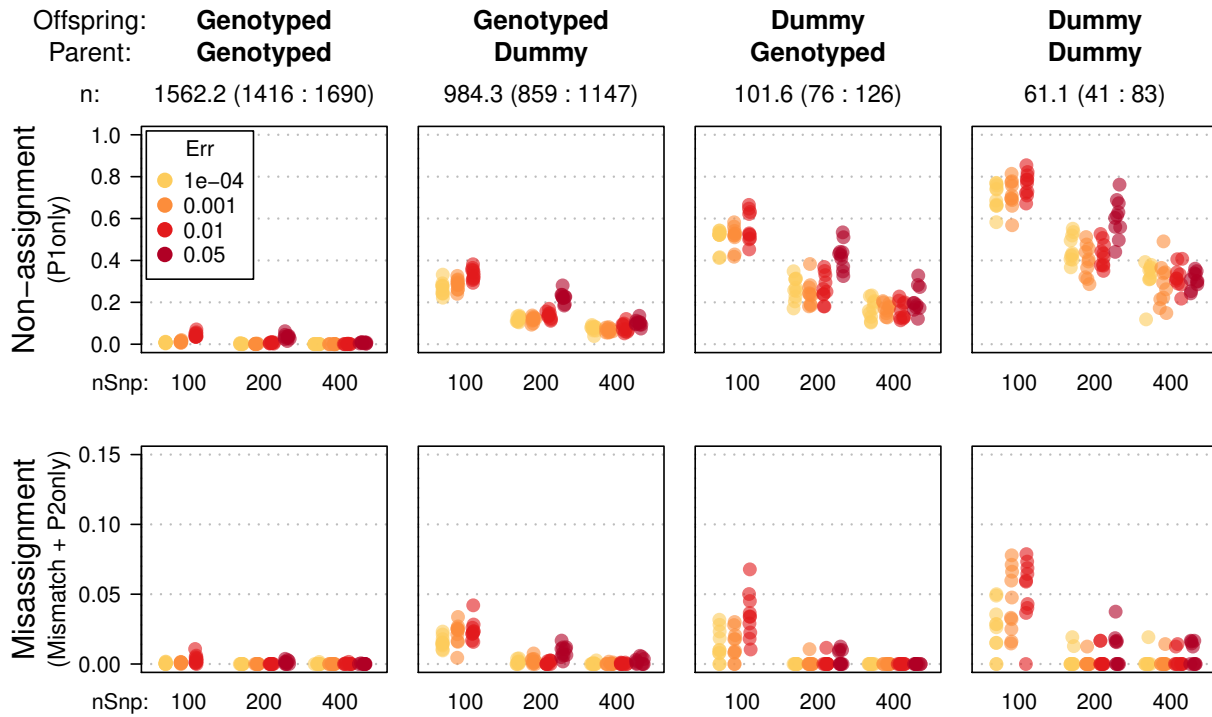 Offspring: Genotyped Genotyped Dummy Dummy
Parent: Genotyped Dummy Genotyped Dummy
n: 1562.2 (1416 : 1690) 984.3 (859 : 1147) 101.6 (76 : 126) 61.1 (41 : 83)
Non−assignment
(P1only)
1.0
0.8
0.6
0.4
0.2
0.0
Err
1e−04
0.001
0.01
0.05
nSnp: 100 200 400 100 200 400 100 200 400 100 200 400
Misassignment
(Mismatch + P2only)
0.15
0.10
0.05
0.00
nSnp: 100 200 400 100 200 400 100 200 400 100 200 400